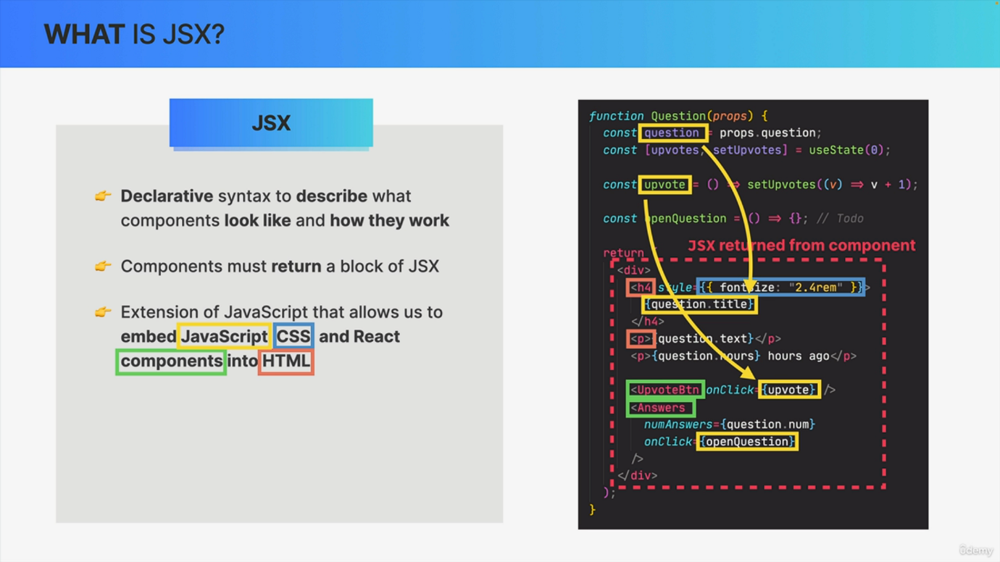 WHAT IS JSX?
JSX
👉 Declarative syntax to describe what
components look like and how they work
👉 Components must return a block of JSX
👉 Extension of JavaScript that allows us to
embed JavaScript CSS and React
components into HTML
function Question(props) {
const question = props.question;
const [upvotes, setUpvotes] = useState(0);
const upvote = () => setUpvotes((v) => v + 1);
const openQuestion = () => {}; // Todo
JSX returned from component
return (
<div>
<h4 style={{ fontSize: "2.4rem" }}>
{question.title}
</h4>
<p>{question.text}</p>
<p>{question.hours} hours ago</p>
<UpvoteBtn onClick={upvote} />
<Answers
numAnswers={question.num}
onClick={openQuestion}
/>
</div>
);
}
ûdemy